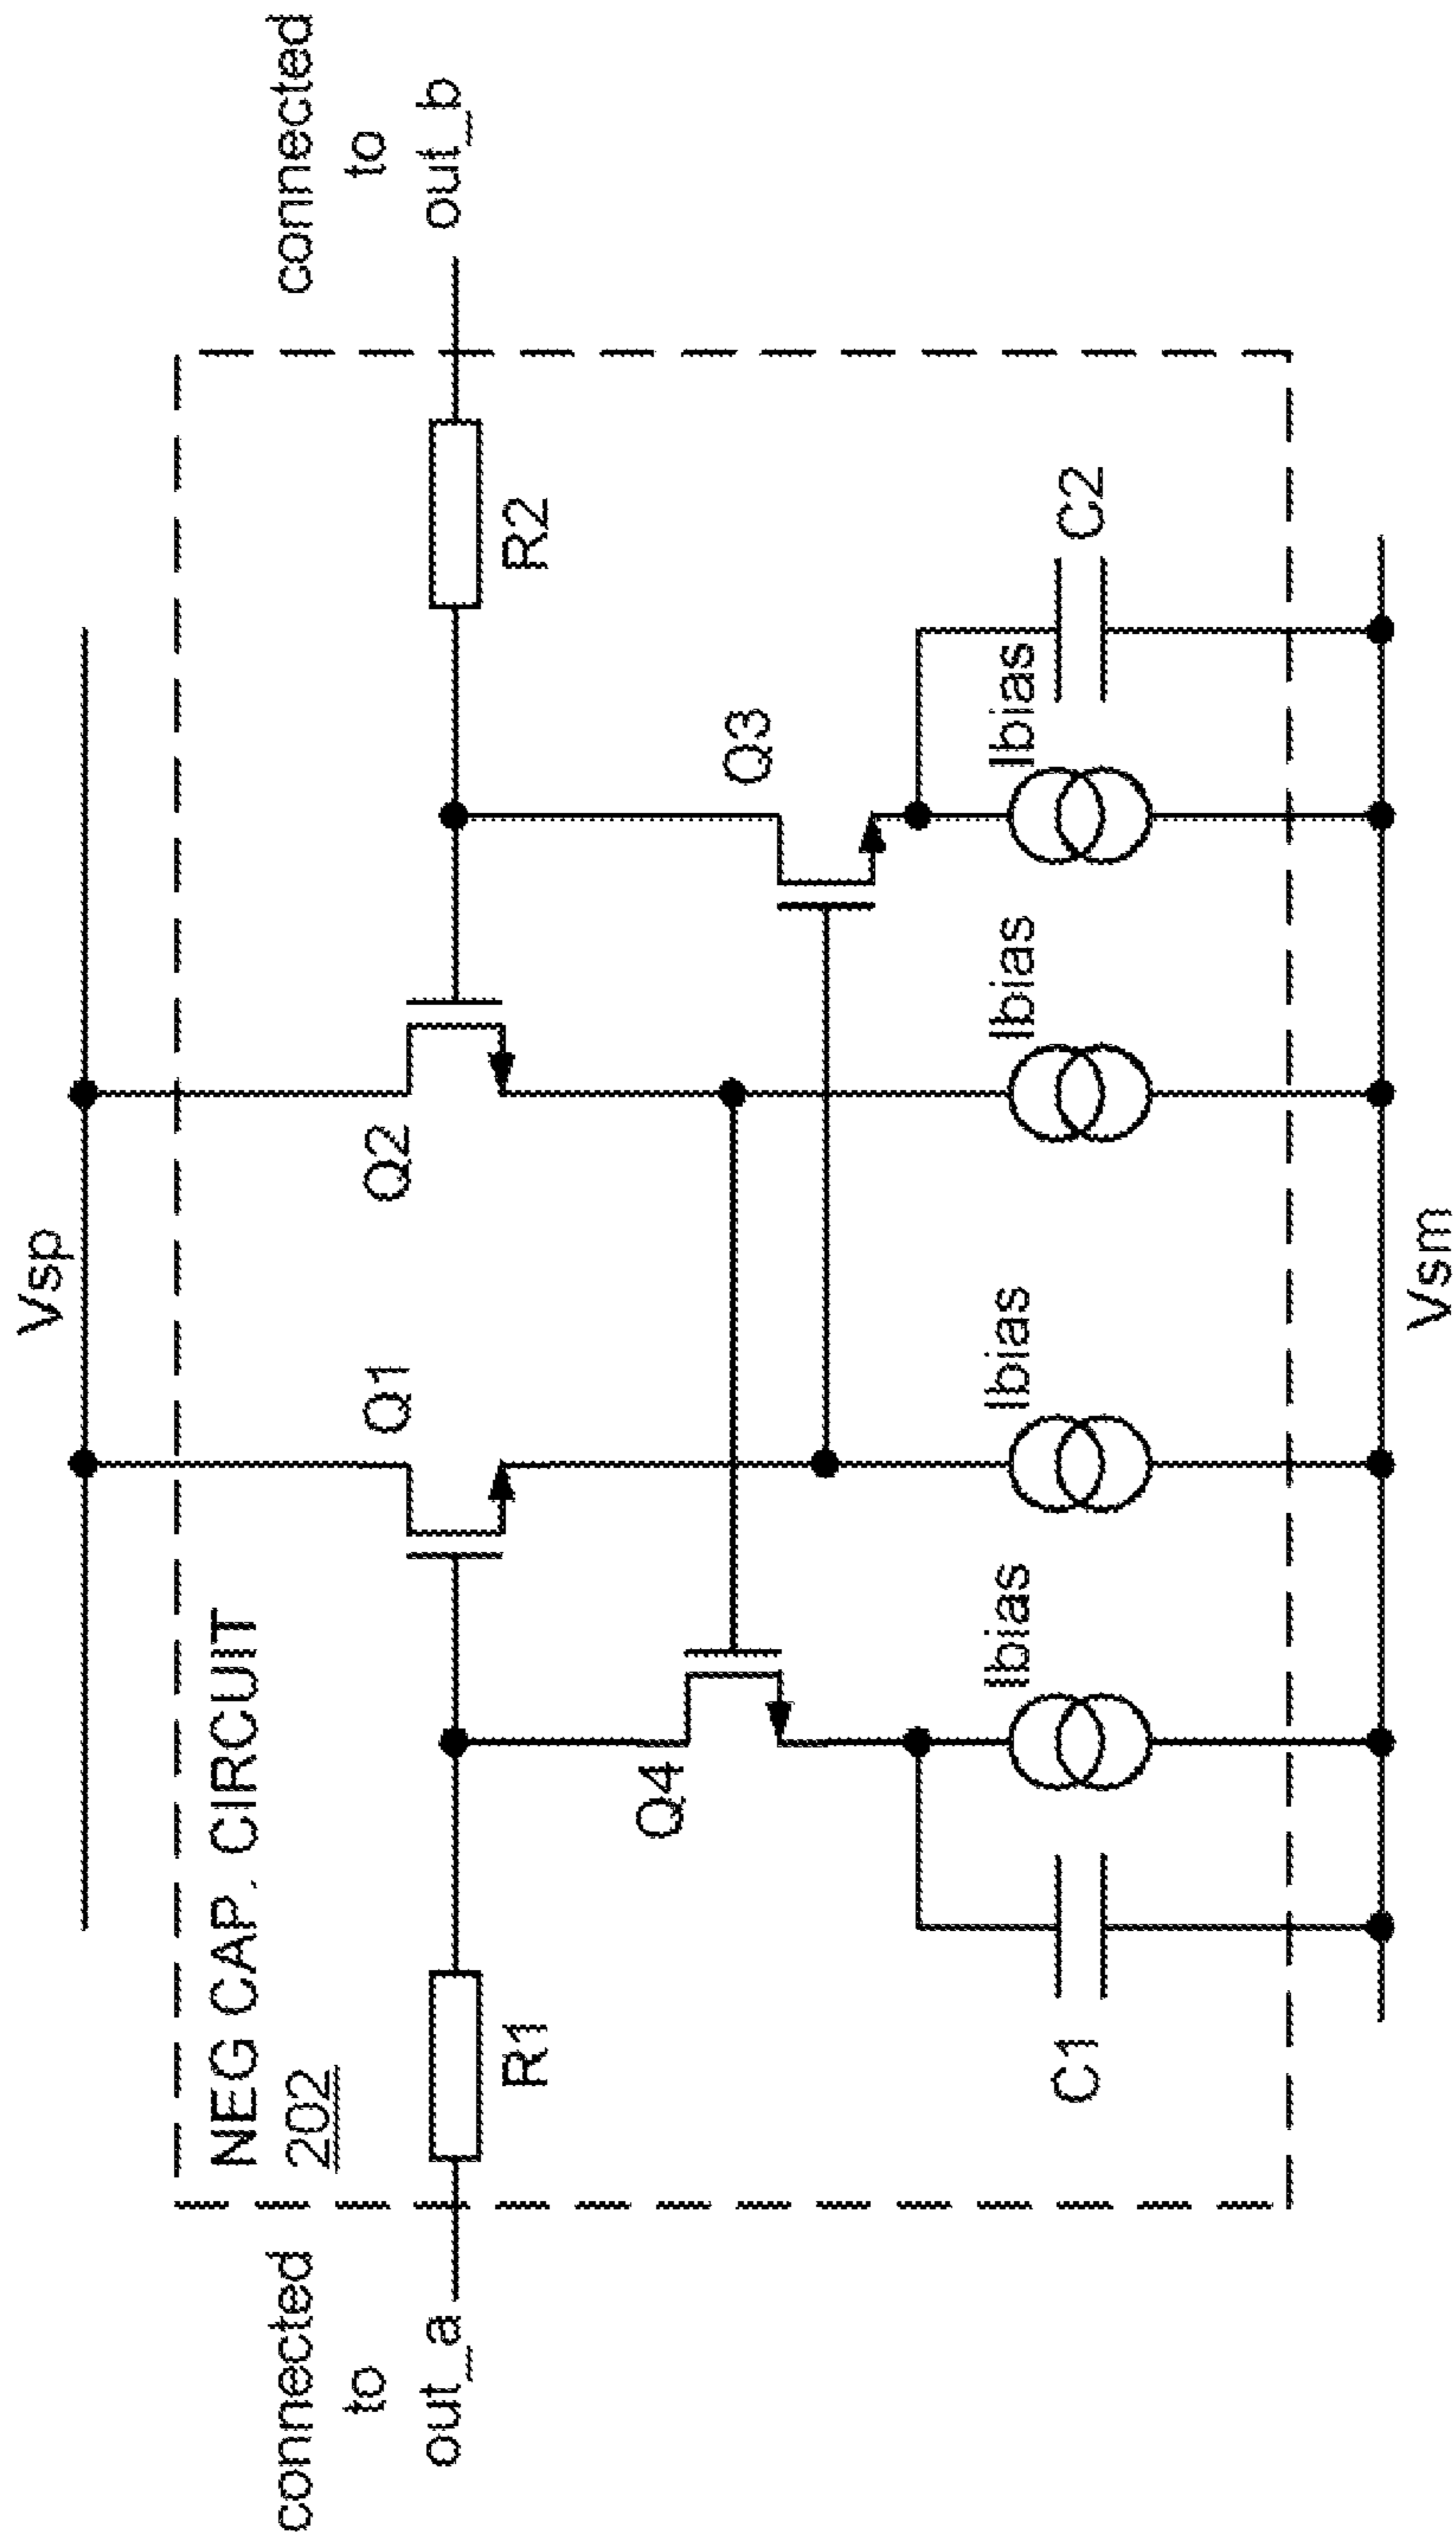 Vsp
NEG CAP. CIRCUIT
202
connected
to
out_a
connected
to
out_b
R1
Q1
Q2
R2
Q4
Q3
Ibias
Ibias
Ibias
Ibias
C1
C2
Vsm